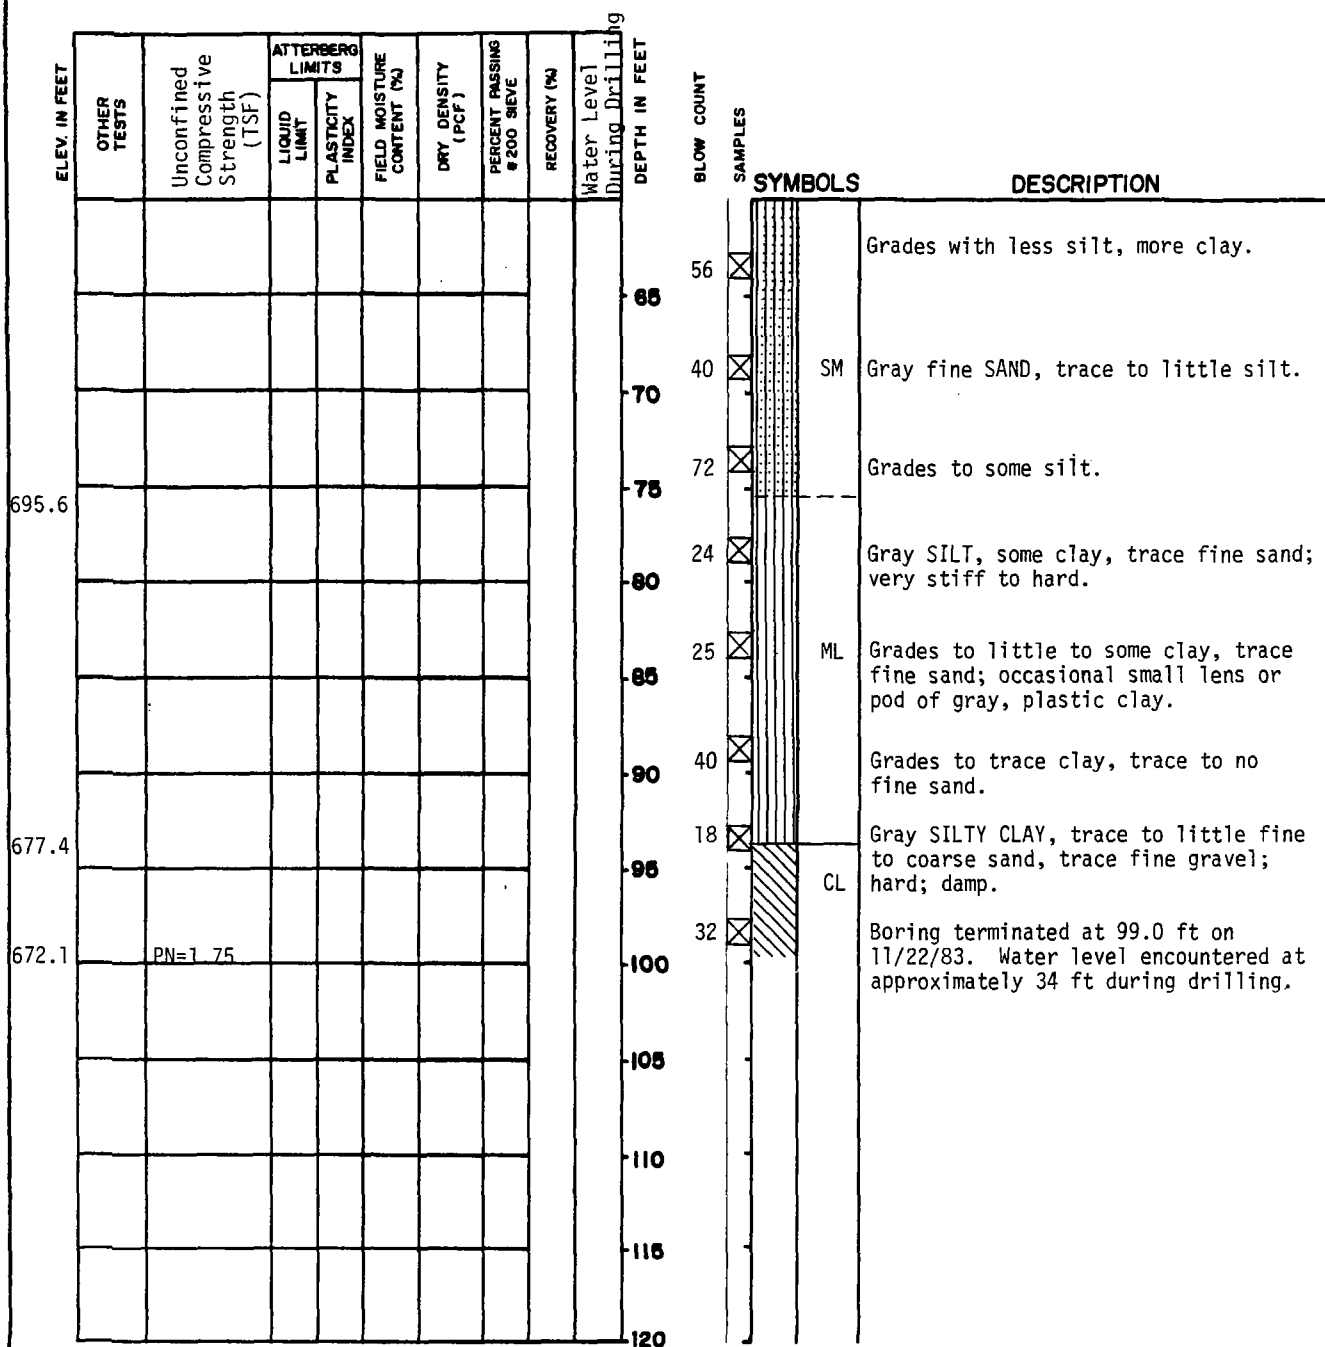 ELEV. IN FEET
OTHER
TESTS
Unconfined
Compressive
Strength
(TSF)
ATTERBERG
LIMITS
LIQUID
LIMIT
PLASTICITY
INDEX
FIELD MOISTURE
CONTENT (%)
DRY DENSITY
(PCF)
PERCENT PASSING
#200 SIEVE
RECOVERY (%)
Water Level
During Drilling
DEPTH IN FEET
BLOW COUNT
SAMPLES
SYMBOLS
DESCRIPTION
Grades with less silt, more clay.
56
65
40
SM
Gray fine SAND, trace to little silt.
70
72
Grades to some silt.
75
695.6
24
Gray SILT, some clay, trace fine sand;
very stiff to hard.
80
25
ML
Grades to little to some clay, trace
fine sand; occasional small lens or
pod of gray, plastic clay.
85
40
Grades to trace clay, trace to no
fine sand.
90
18
677.4
Gray SILTY CLAY, trace to little fine
to coarse sand, trace fine gravel;
hard; damp.
95
CL
32
Boring terminated at 99.0 ft on
11/22/83. Water level encountered at
approximately 34 ft during drilling.
672.1
PN=1.75
100
105
110
115
120